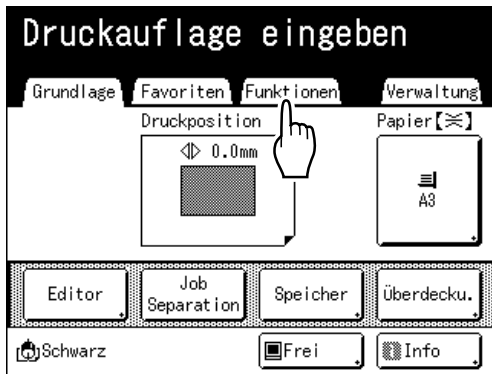 Druckauflage eingeben
Grundlage Favoriten Funktionen Verwaltung
Druckposition Papier【≍】
0.0mm
A3
Editor Job Separation Speicher Überdecku.
Schwarz Frei Info